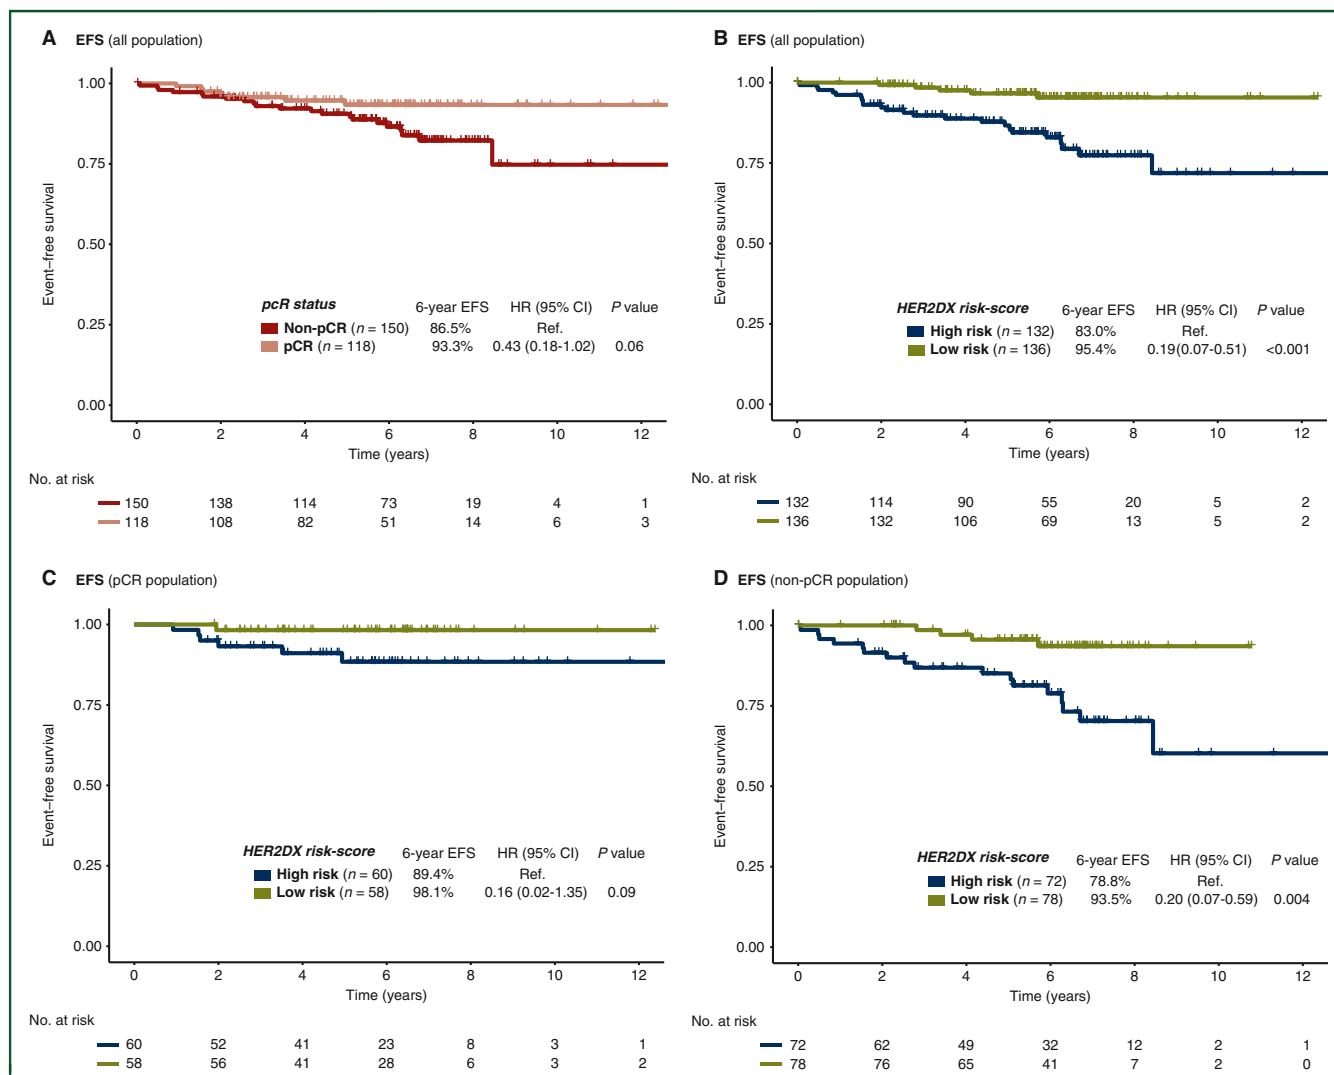 A EFS (all population)
1.00
0.75
0.50
0.25
0.00
Event–free survival
pcR status 6-year EFS HR (95% CI) P value
Non-pCR (n = 150) 86.5% Ref.
pCR (n = 118) 93.3% 0.43 (0.18-1.02) 0.06
0 2 4 6 8 10 12
Time (years)
No. at risk
150 138 114 73 19 4 1
118 108 82 51 14 6 3
B EFS (all population)
1.00
0.75
0.50
0.25
0.00
Event–free survival
HER2DX risk-score 6-year EFS HR (95% CI) P value
High risk (n = 132) 83.0% Ref.
Low risk (n = 136) 95.4% 0.19(0.07-0.51) <0.001
0 2 4 6 8 10 12
Time (years)
No. at risk
132 114 90 55 20 5 2
136 132 106 69 13 5 2
C EFS (pCR population)
1.00
0.75
0.50
0.25
0.00
Event–free survival
HER2DX risk-score 6-year EFS HR (95% CI) P value
High risk (n = 60) 89.4% Ref.
Low risk (n = 58) 98.1% 0.16 (0.02-1.35) 0.09
0 2 4 6 8 10 12
Time (years)
No. at risk
60 52 41 23 8 3 1
58 56 41 28 6 3 2
D EFS (non-pCR population)
1.00
0.75
0.50
0.25
0.00
Event–free survival
HER2DX risk-score 6-year EFS HR (95% CI) P value
High risk (n = 72) 78.8% Ref.
Low risk (n = 78) 93.5% 0.20 (0.07-0.59) 0.004
0 2 4 6 8 10 12
Time (years)
No. at risk
72 62 49 32 12 2 1
78 76 65 41 7 2 0